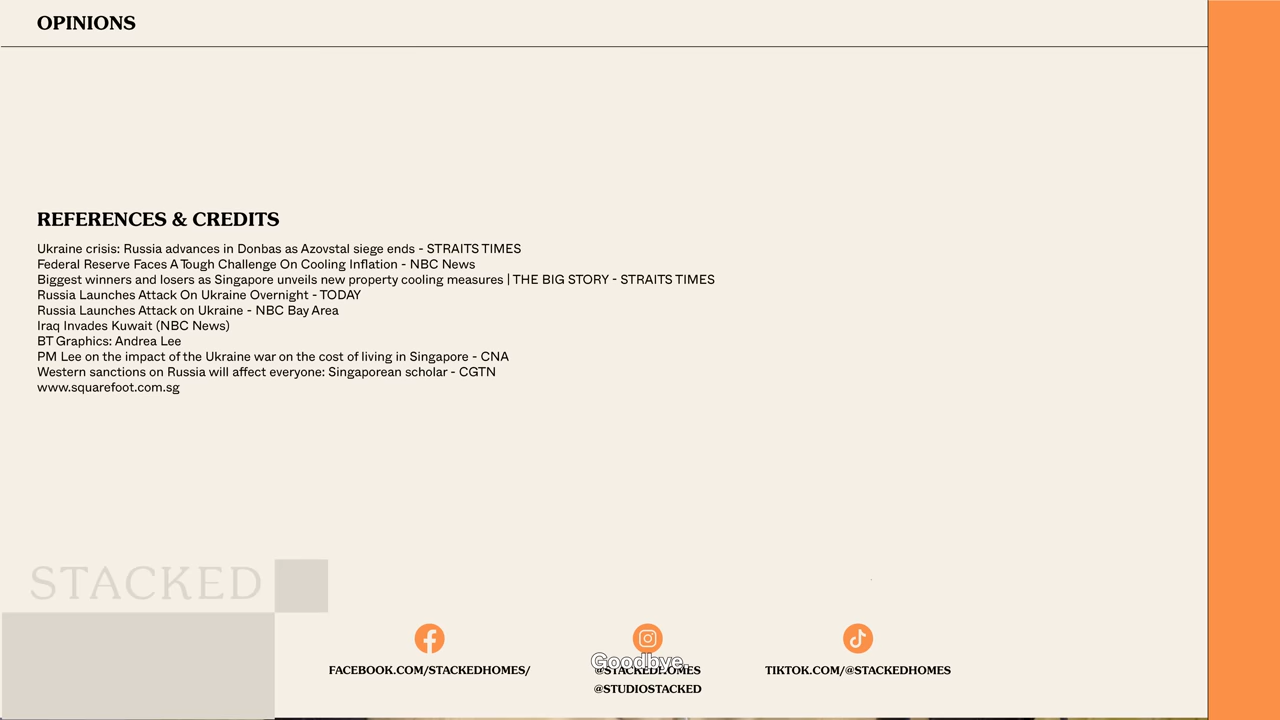 OPINIONS
REFERENCES & CREDITS
Ukraine crisis: Russia advances in Donbas as Azovstal siege ends - STRAITS TIMES
Federal Reserve Faces A Tough Challenge On Cooling Inflation - NBC News
Biggest winners and losers as Singapore unveils new property cooling measures | THE BIG STORY - STRAITS TIMES
Russia Launches Attack On Ukraine Overnight - TODAY
Russia Launches Attack on Ukraine - NBC Bay Area
Iraq Invades Kuwait (NBC News)
BT Graphics: Andrea Lee
PM Lee on the impact of the Ukraine war on the cost of living in Singapore - CNA
Western sanctions on Russia will affect everyone: Singaporean scholar - CGTN
www.squarefoot.com.sg
STACKED
Goodbye.
FACEBOOK.COM/STACKEDHOMES/
@STACKEDHOMES
TIKTOK.COM/@STACKEDHOMES
@STUDIOSTACKED